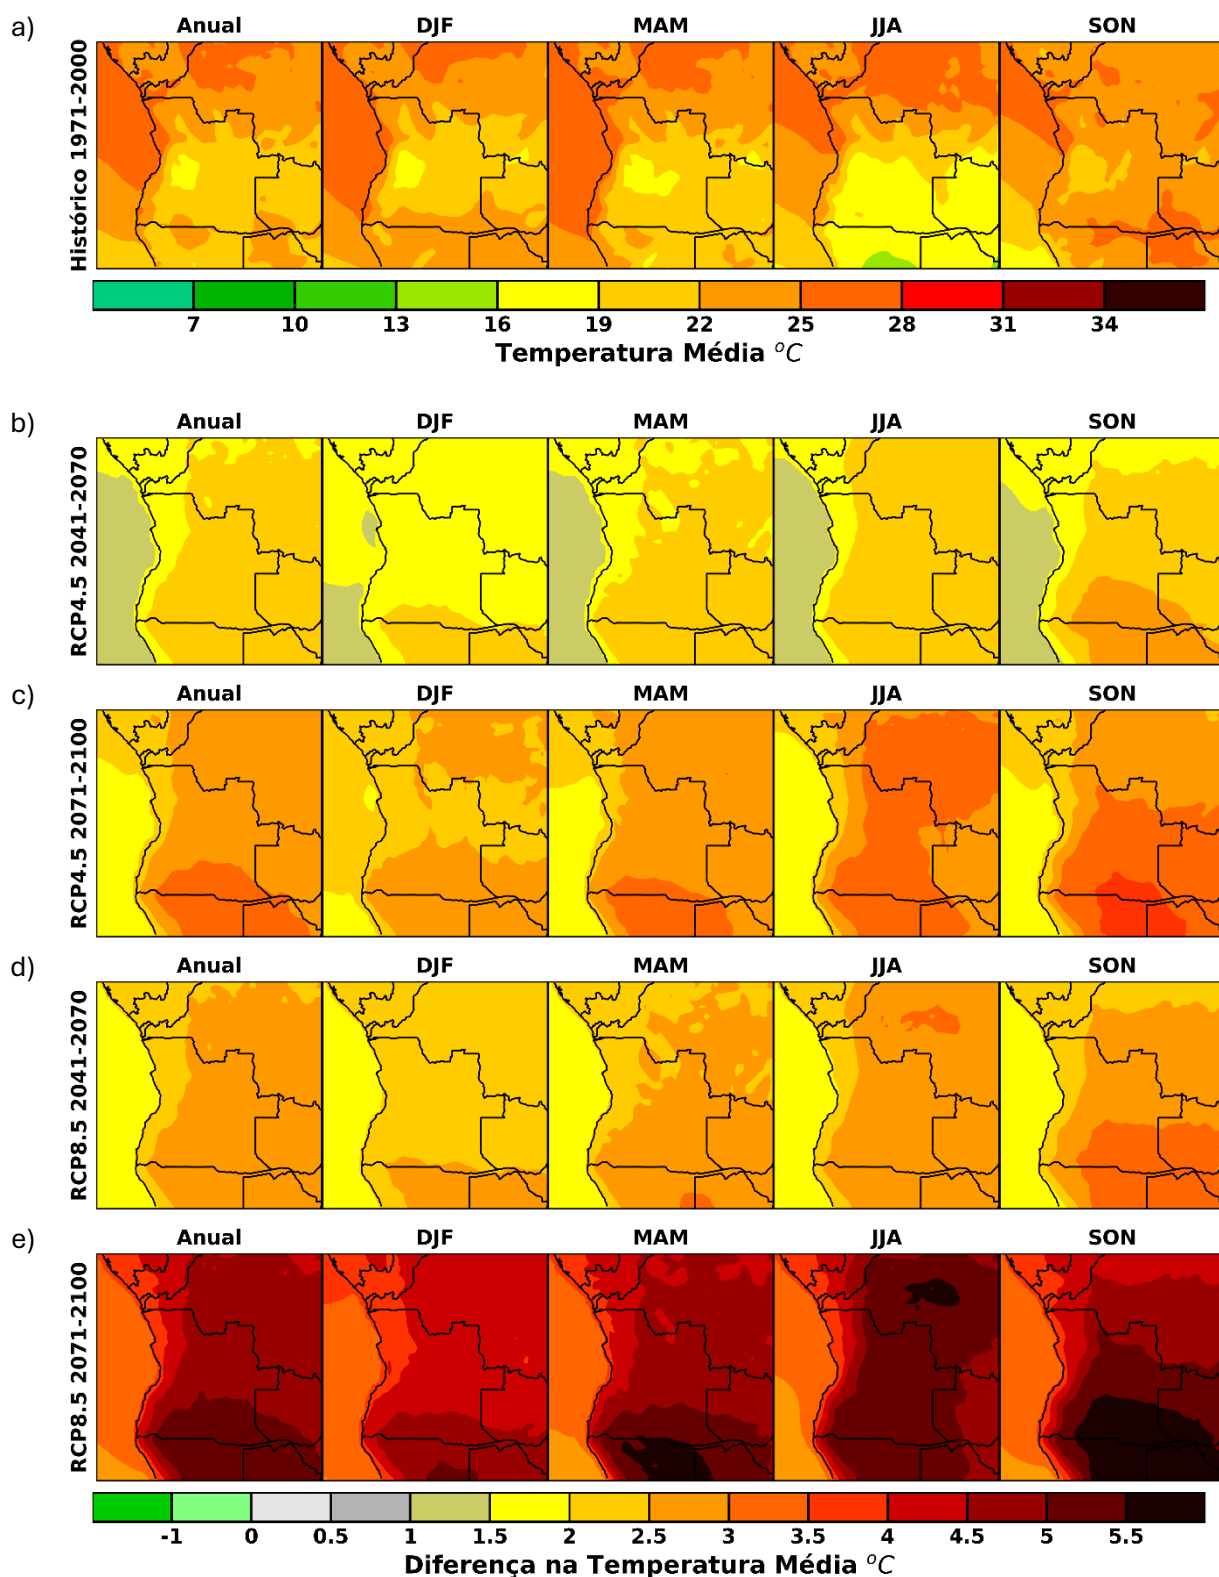 a)
Anual DJF MAM JJA SON
Histórico 1971-2000
7 10 13 16 19 22 25 28 31 34
Temperatura Média °C
b)
Anual DJF MAM JJA SON
RCP4.5 2041-2070
c)
Anual DJF MAM JJA SON
RCP4.5 2071-2100
d)
Anual DJF MAM JJA SON
RCP8.5 2041-2070
e)
Anual DJF MAM JJA SON
RCP8.5 2071-2100
-1 0 0.5 1 1.5 2 2.5 3 3.5 4 4.5 5 5.5
Diferença na Temperatura Média °C